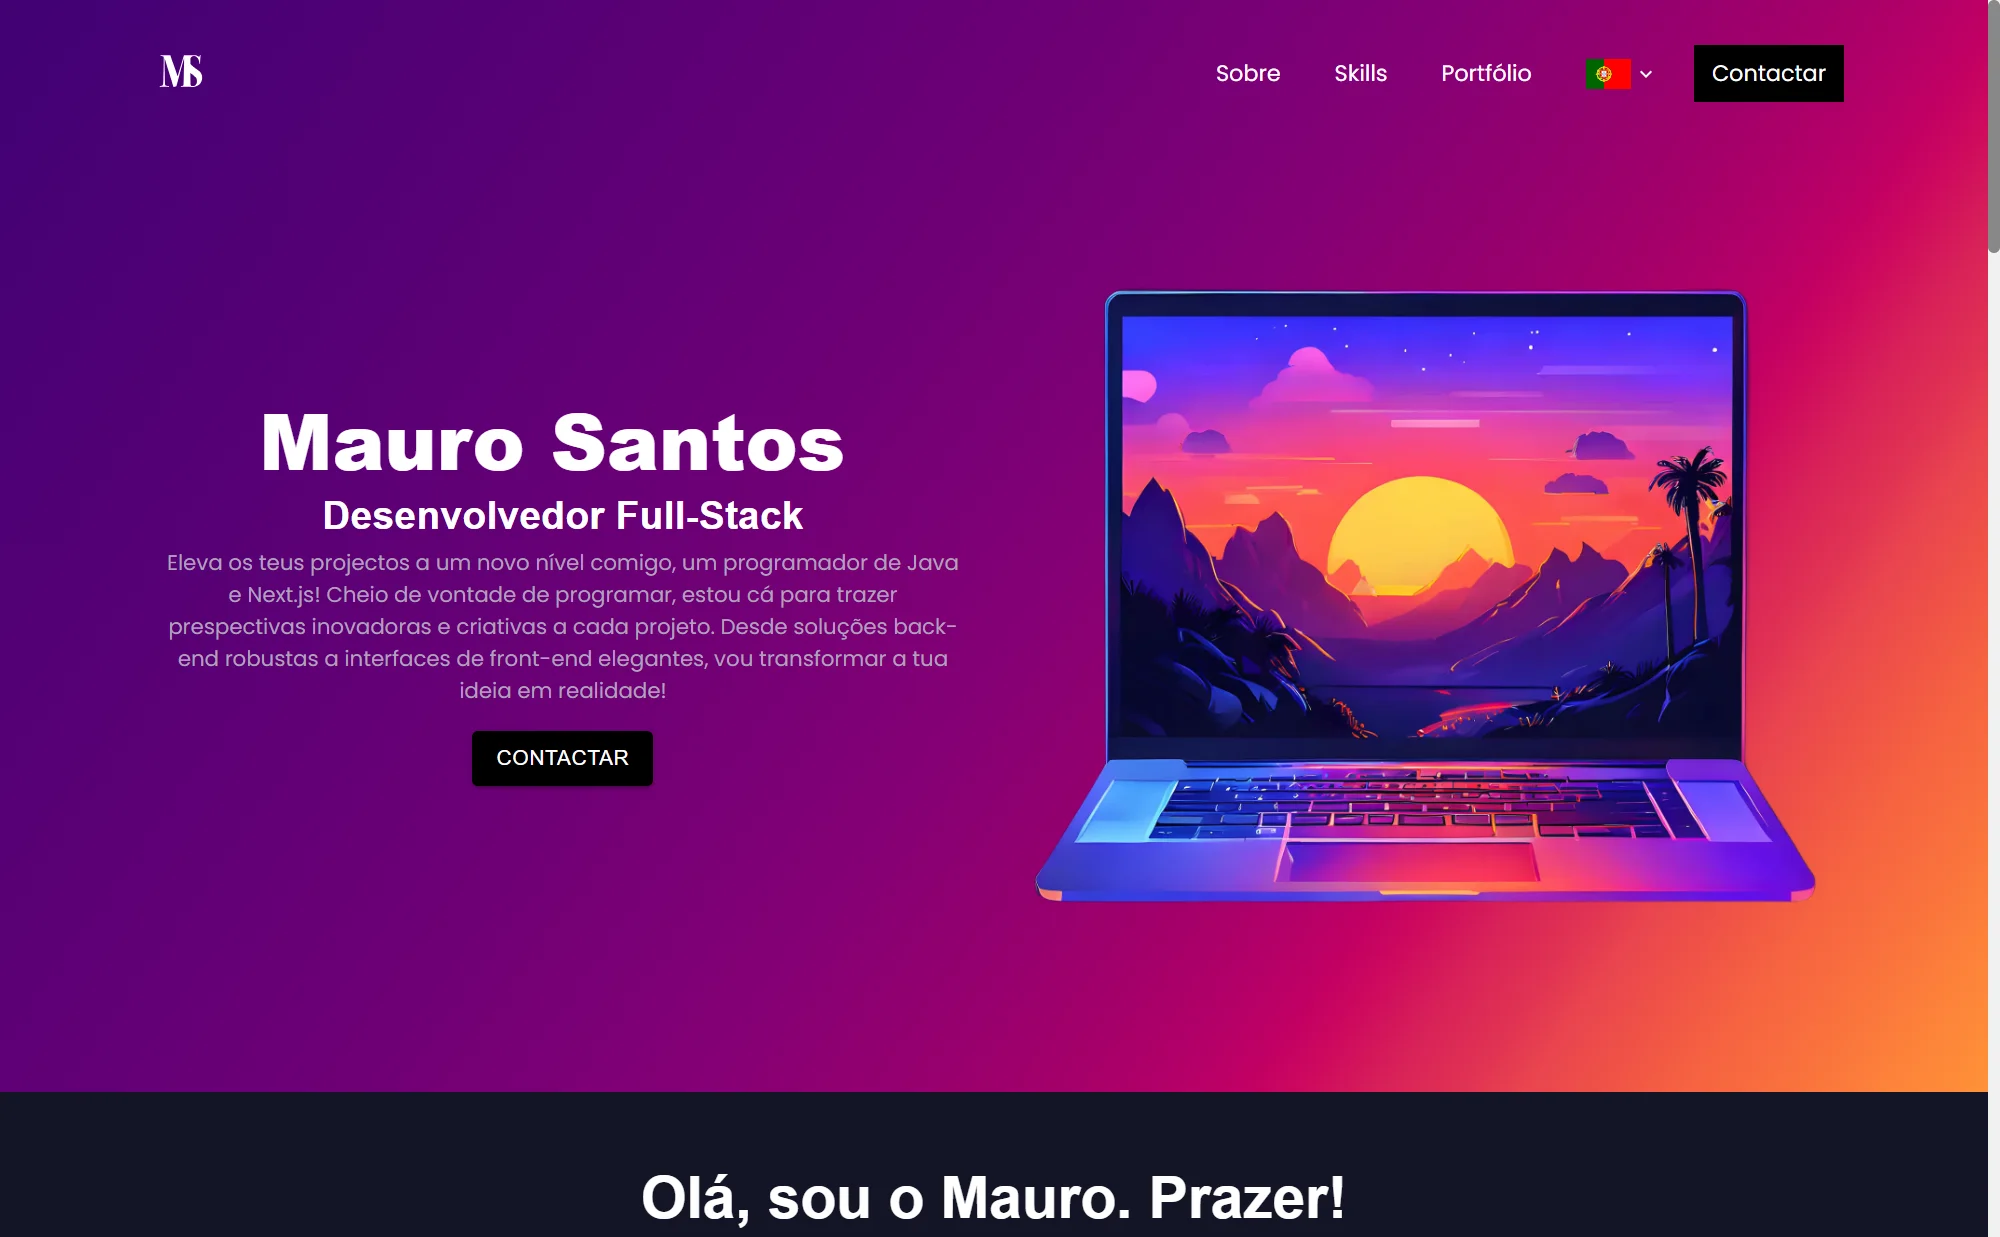 MS
Sobre
Skills
Portfólio
Contactar
Mauro Santos
Desenvolvedor Full-Stack
Eleva os teus projectos a um novo nível comigo, um programador de Java
e Next.js! Cheio de vontade de programar, estou cá para trazer
prespectivas inovadoras e criativas a cada projeto. Desde soluções back-
end robustas a interfaces de front-end elegantes, vou transformar a tua
ideia em realidade!
CONTACTAR
Olá, sou o Mauro. Prazer!